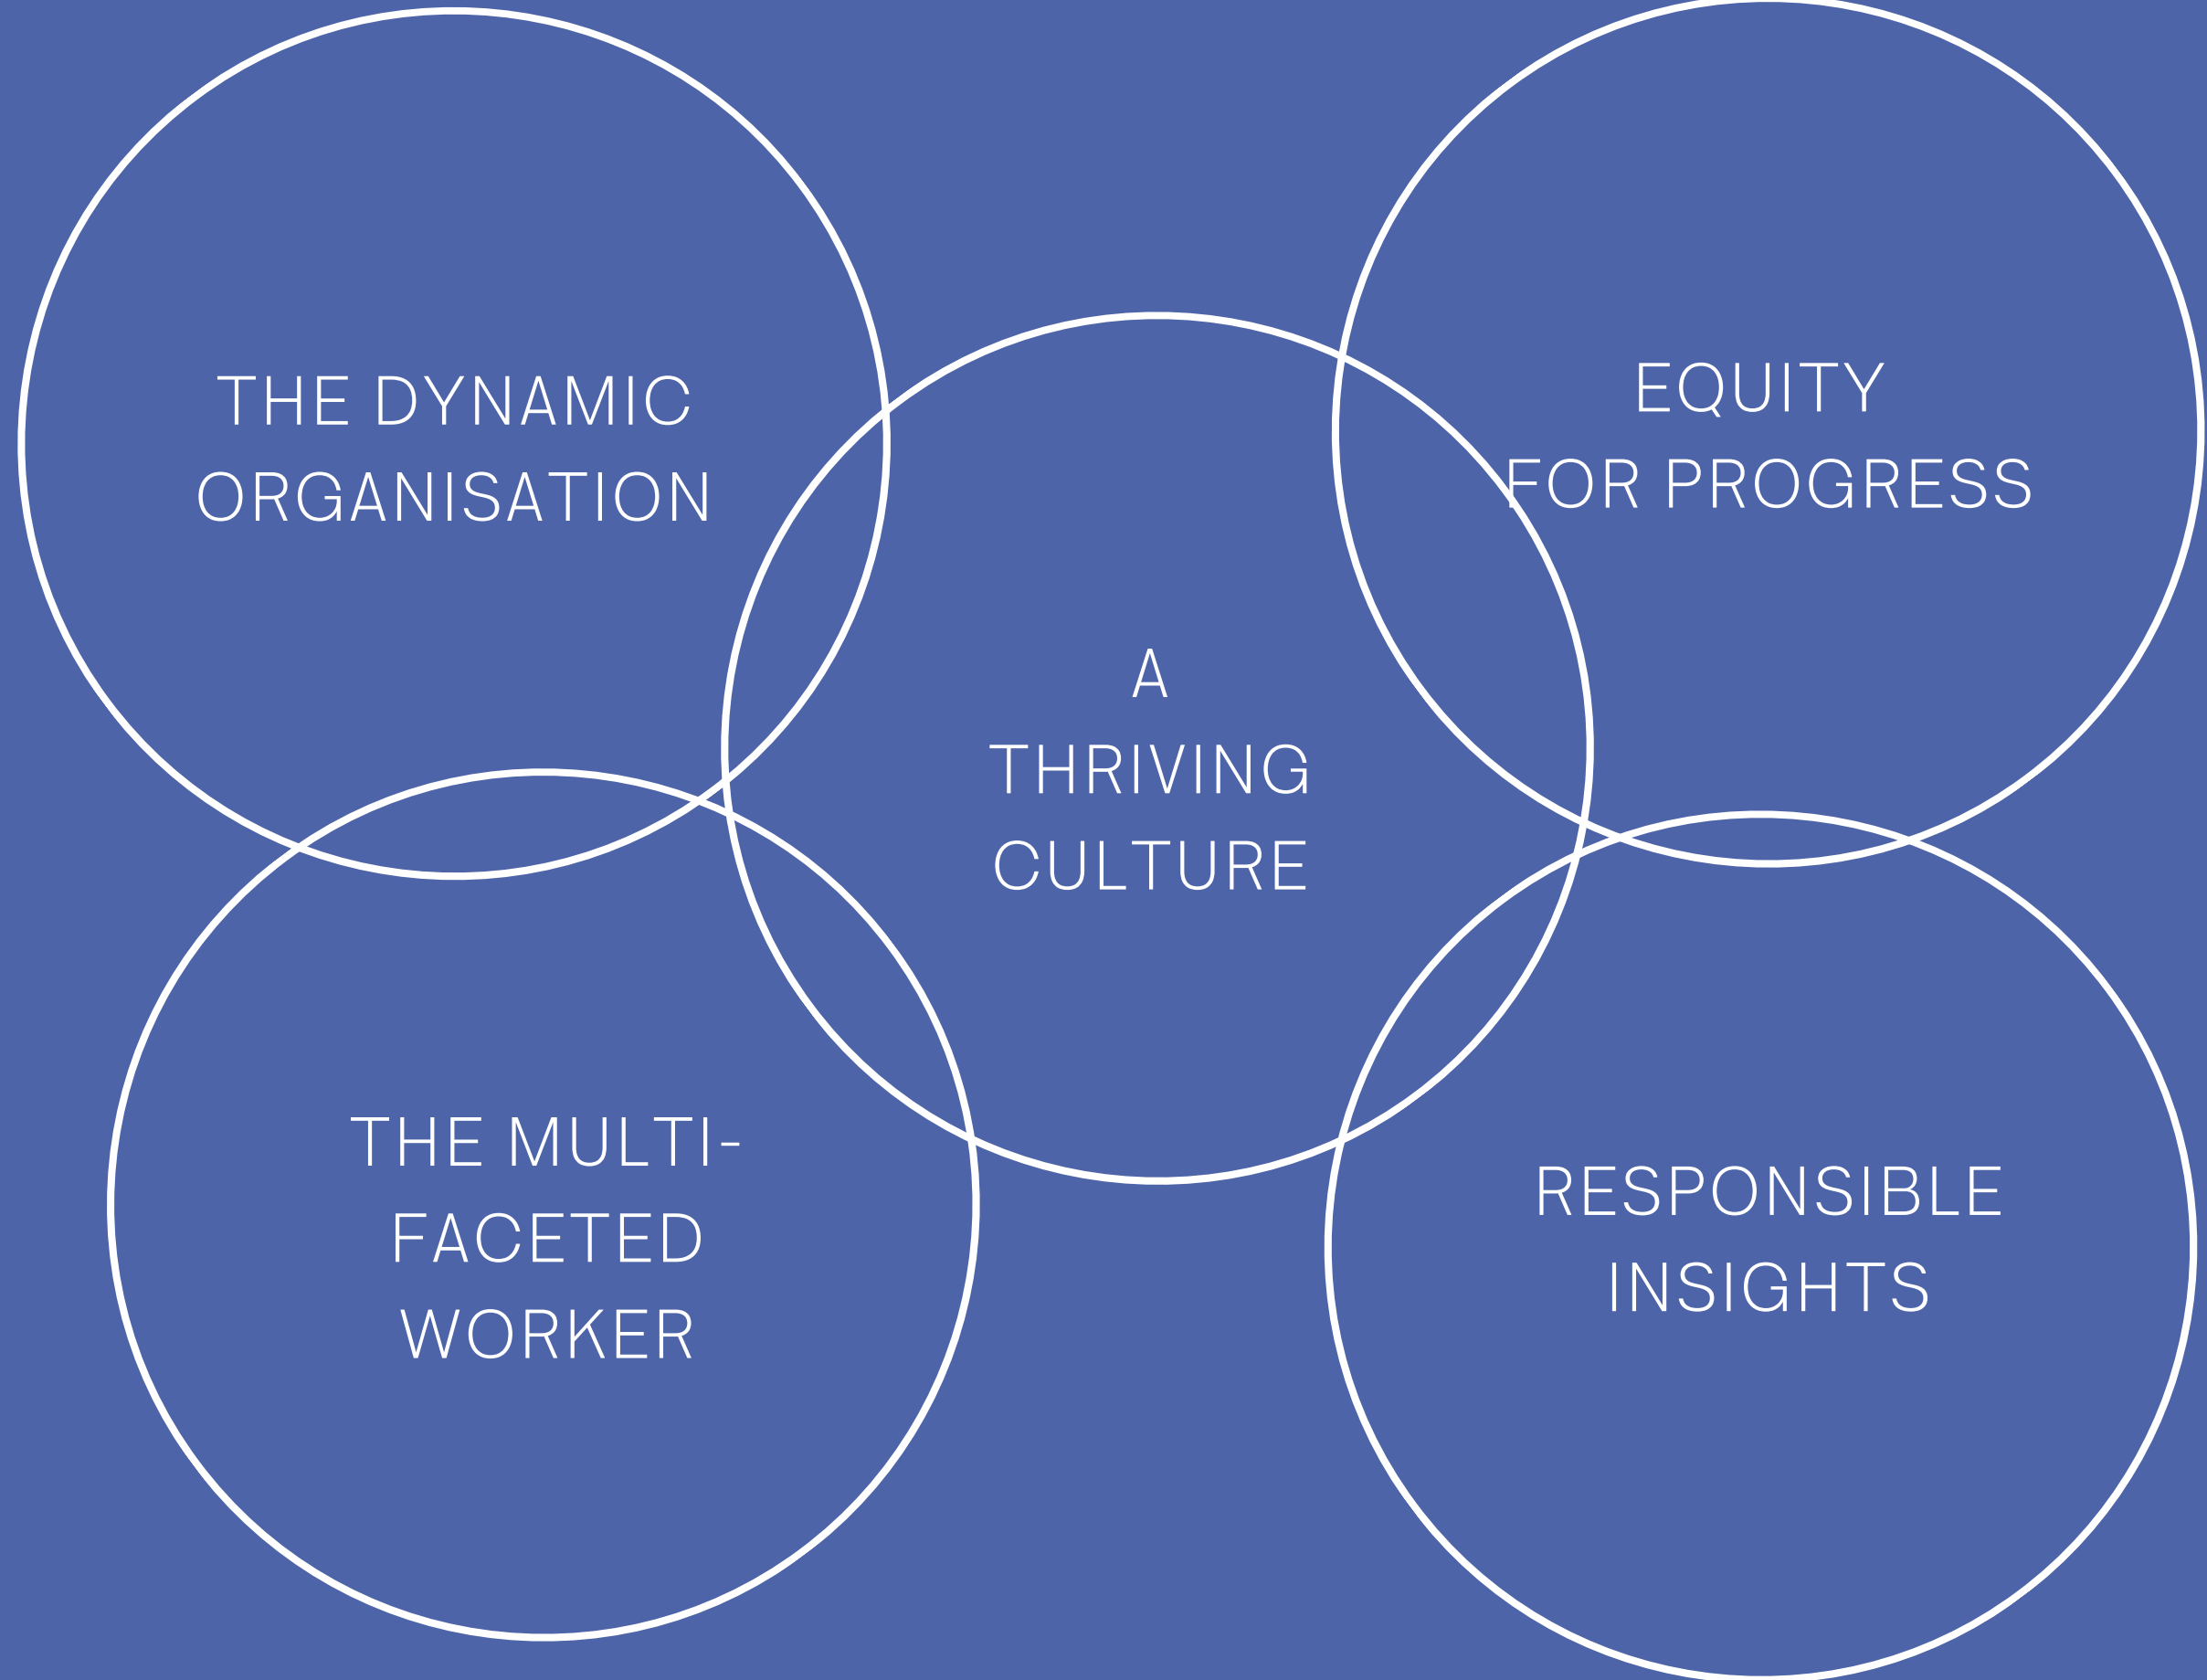 THE DYNAMIC
ORGANISATION
EQUITY
FOR PROGRESS
A
THRIVING
CULTURE
THE MULTI-
FACETED
WORKER
RESPONSIBLE
INSIGHTS